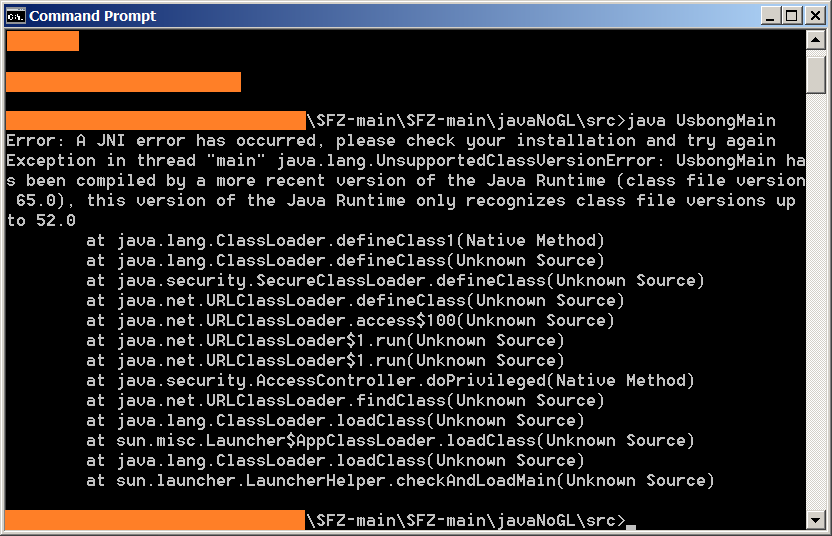 Command Prompt
\SFZ-main\SFZ-main\javaNoGL\src>java UsbongMain
Error: A JNI error has occurred, please check your installation and try again
Exception in thread "main" java.lang.UnsupportedClassVersionError: UsbongMain ha
s been compiled by a more recent version of the Java Runtime (class file version
 65.0), this version of the Java Runtime only recognizes class file versions up
to 52.0
        at java.lang.ClassLoader.defineClass1(Native Method)
        at java.lang.ClassLoader.defineClass(Unknown Source)
        at java.security.SecureClassLoader.defineClass(Unknown Source)
        at java.net.URLClassLoader.defineClass(Unknown Source)
        at java.net.URLClassLoader.access$100(Unknown Source)
        at java.net.URLClassLoader$1.run(Unknown Source)
        at java.net.URLClassLoader$1.run(Unknown Source)
        at java.security.AccessController.doPrivileged(Native Method)
        at java.net.URLClassLoader.findClass(Unknown Source)
        at java.lang.ClassLoader.loadClass(Unknown Source)
        at sun.misc.Launcher$AppClassLoader.loadClass(Unknown Source)
        at java.lang.ClassLoader.loadClass(Unknown Source)
        at sun.launcher.LauncherHelper.checkAndLoadMain(Unknown Source)
\SFZ-main\SFZ-main\javaNoGL\src>_